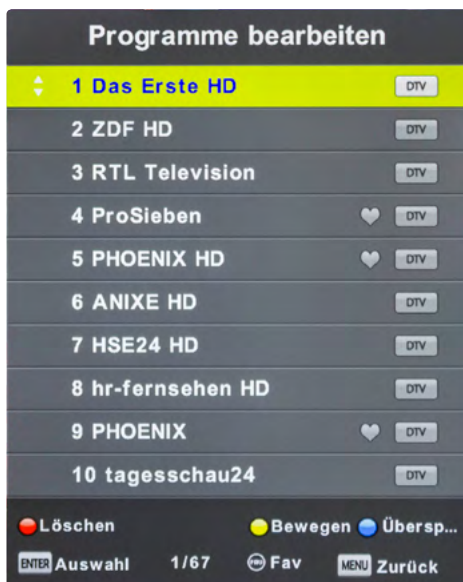 Programme bearbeiten
1 Das Erste HD DTV
2 ZDF HD DTV
3 RTL Television DTV
4 ProSieben DTV
5 PHOENIX HD DTV
6 ANIXE HD DTV
7 HSE24 HD DTV
8 hr-fernsehen HD DTV
9 PHOENIX DTV
10 tagesschau24 DTV
Löschen Bewegen Übersp...
ENTER Auswahl 1/67 FAV Fav MENU Zurück